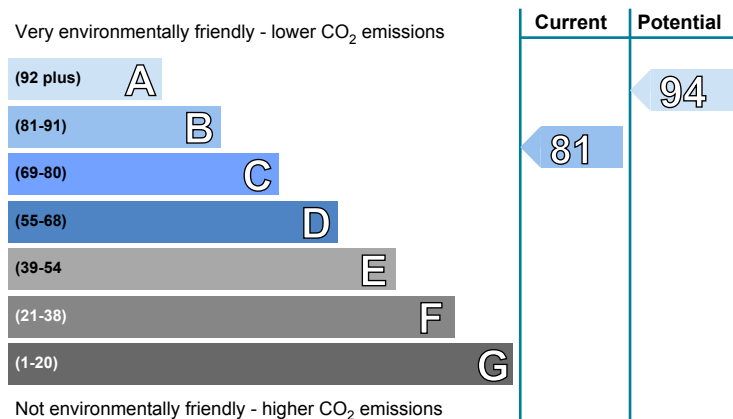 Very environmentally friendly - lower CO2 emissions
Current
Potential
(92 plus) A
(81-91) B
(69-80) C
(55-68) D
(39-54 E
(21-38) F
(1-20) G
81
94
Not environmentally friendly - higher CO2 emissions